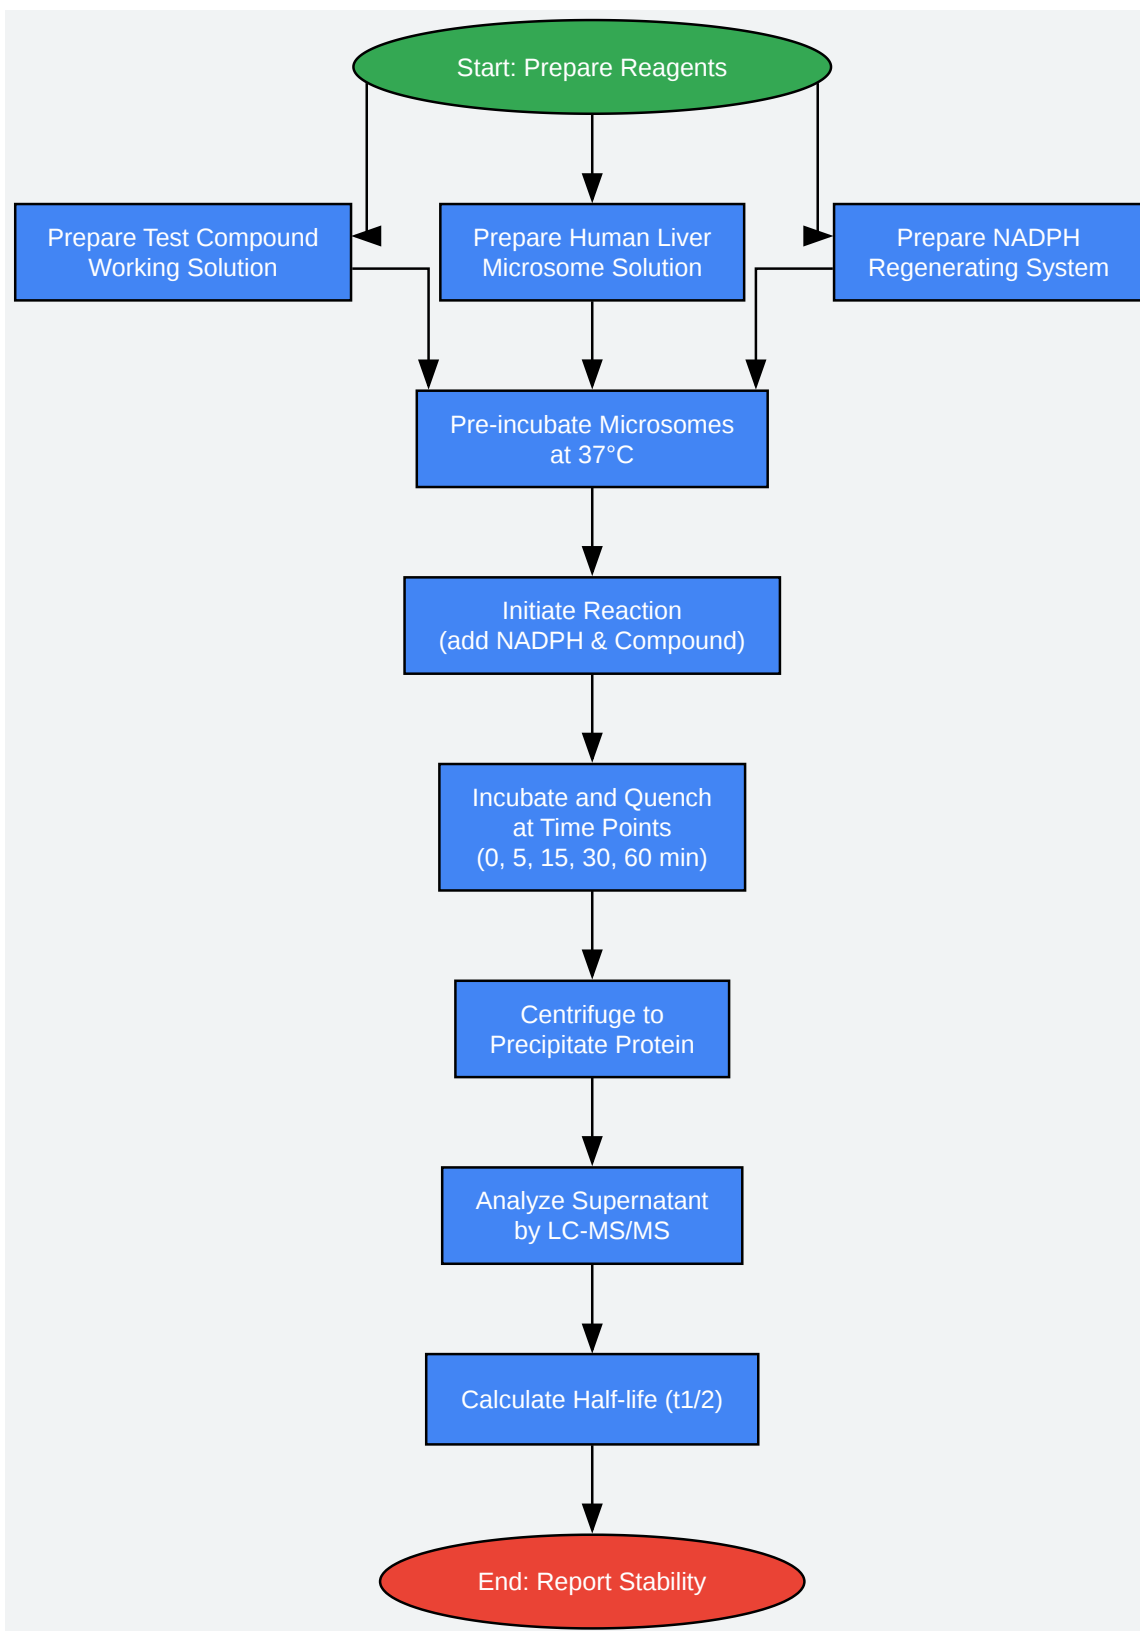 Start: Prepare Reagents
Prepare Test Compound
Working Solution
Prepare Human Liver
Microsome Solution
Prepare NADPH
Regenerating System
Pre-incubate Microsomes
at 37°C
Initiate Reaction
(add NADPH & Compound)
Incubate and Quench
at Time Points
(0, 5, 15, 30, 60 min)
Centrifuge to
Precipitate Protein
Analyze Supernatant
by LC-MS/MS
Calculate Half-life (t1/2)
End: Report Stability